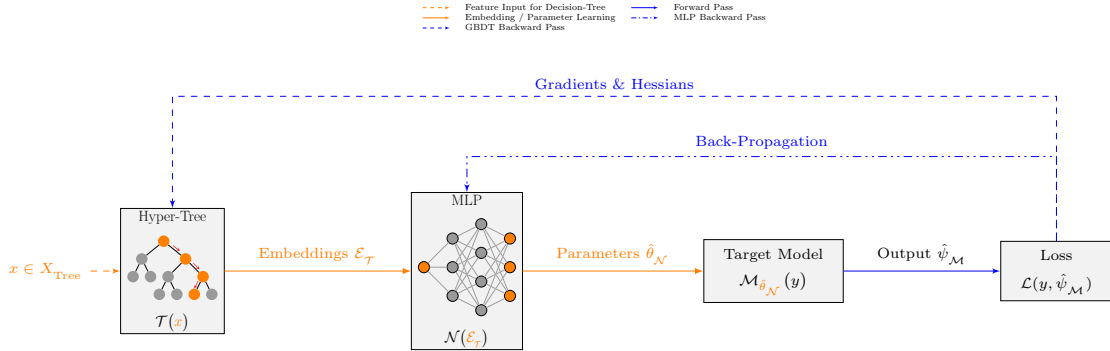 Feature Input for Decision-Tree
Forward Pass
Embedding / Parameter Learning
MLP Backward Pass
GBDT Backward Pass
Gradients & Hessians
Back-Propagation
Hyper-Tree
MLP
x ∈ X_Tree
Embeddings ℰ_𝒯
Parameters θ̂_𝒩
Target Model
ℳ_θ̂_𝒩(y)
Output ψ̂_ℳ
Loss
ℒ(y, ψ̂_ℳ)
𝒯(x)
𝒩(ℰ_𝒯)